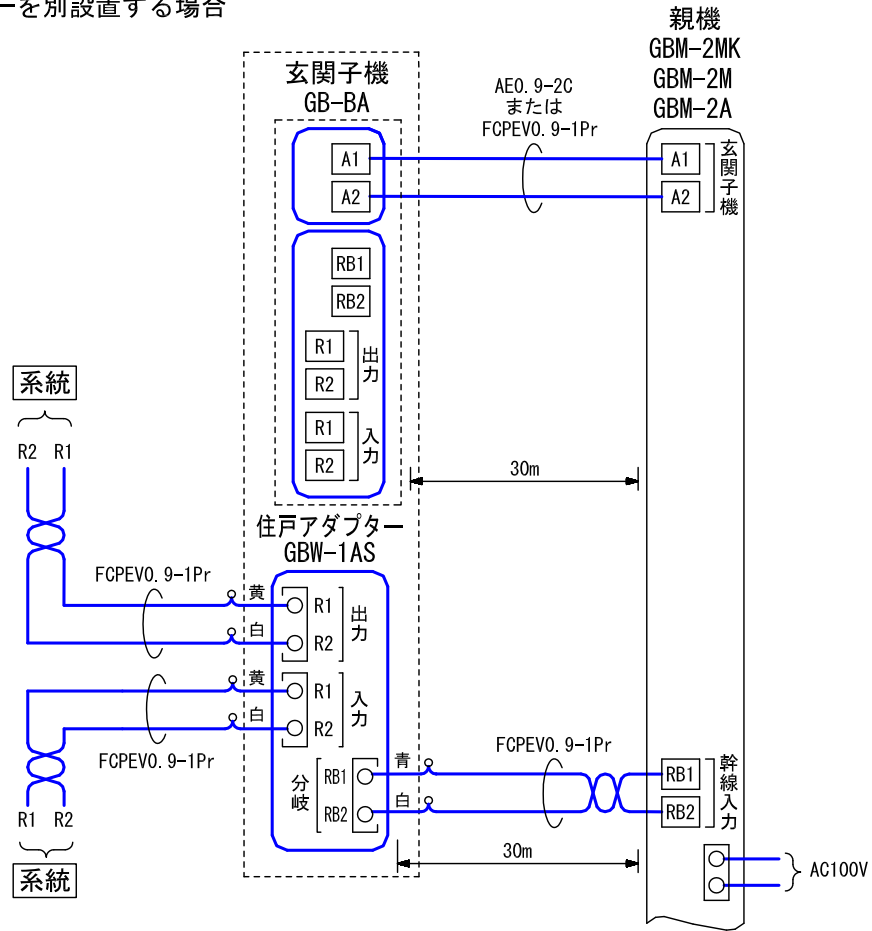 ーを別設置する場合
親機
GBM-2MK
GBM-2M
GBM-2A
玄関子機
GB-BA
AE0.9-2C
または
FCPEV0.9-1Pr
A1
A2
A1
A2
玄関子機
RB1
RB2
R1
R2
出力
R1
R2
入力
系統
R2 R1
30m
住戸アダプター
GBW-1AS
FCPEV0.9-1Pr
黄
白
R1
R2
出力
黄
白
R1
R2
入力
FCPEV0.9-1Pr
R1 R2
系統
分岐
RB1
RB2
青
白
FCPEV0.9-1Pr
RB1
RB2
幹線入力
30m
AC100V